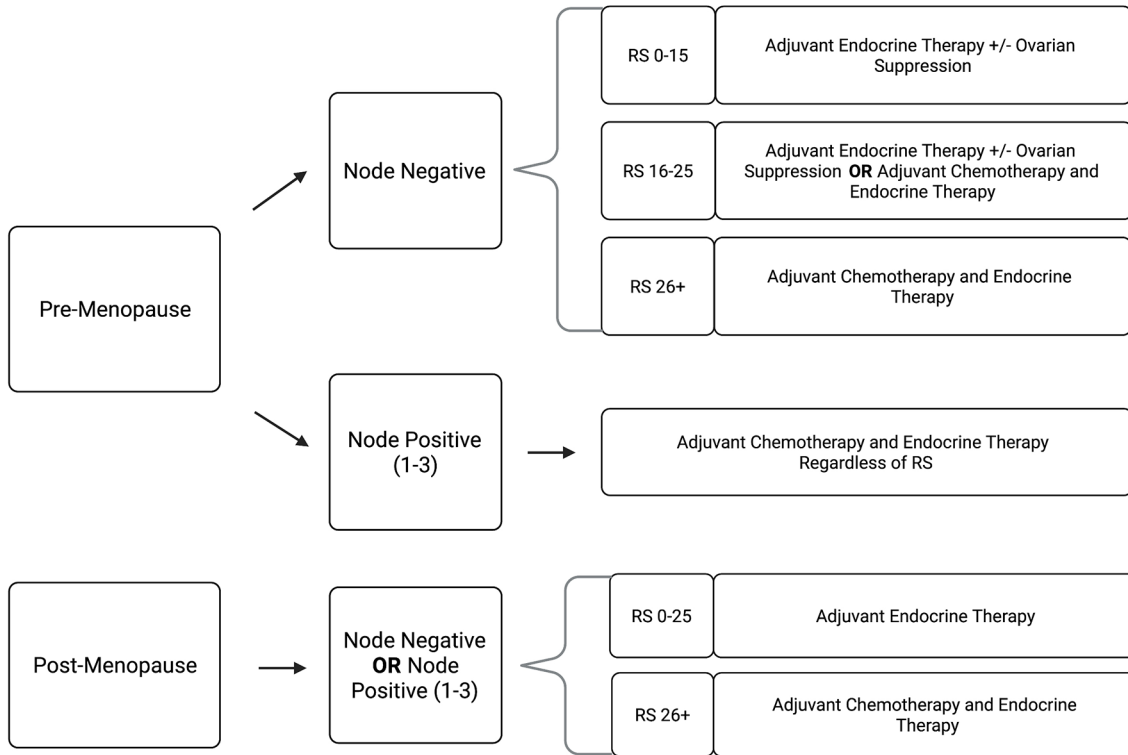 Pre-Menopause
Node Negative
RS 0-15
Adjuvant Endocrine Therapy +/- Ovarian
Suppression
RS 16-25
Adjuvant Endocrine Therapy +/- Ovarian
Suppression OR Adjuvant Chemotherapy and
Endocrine Therapy
RS 26+
Adjuvant Chemotherapy and Endocrine
Therapy
Node Positive
(1-3)
Adjuvant Chemotherapy and Endocrine Therapy
Regardless of RS
Post-Menopause
Node Negative
OR Node
Positive (1-3)
RS 0-25
Adjuvant Endocrine Therapy
RS 26+
Adjuvant Chemotherapy and Endocrine
Therapy